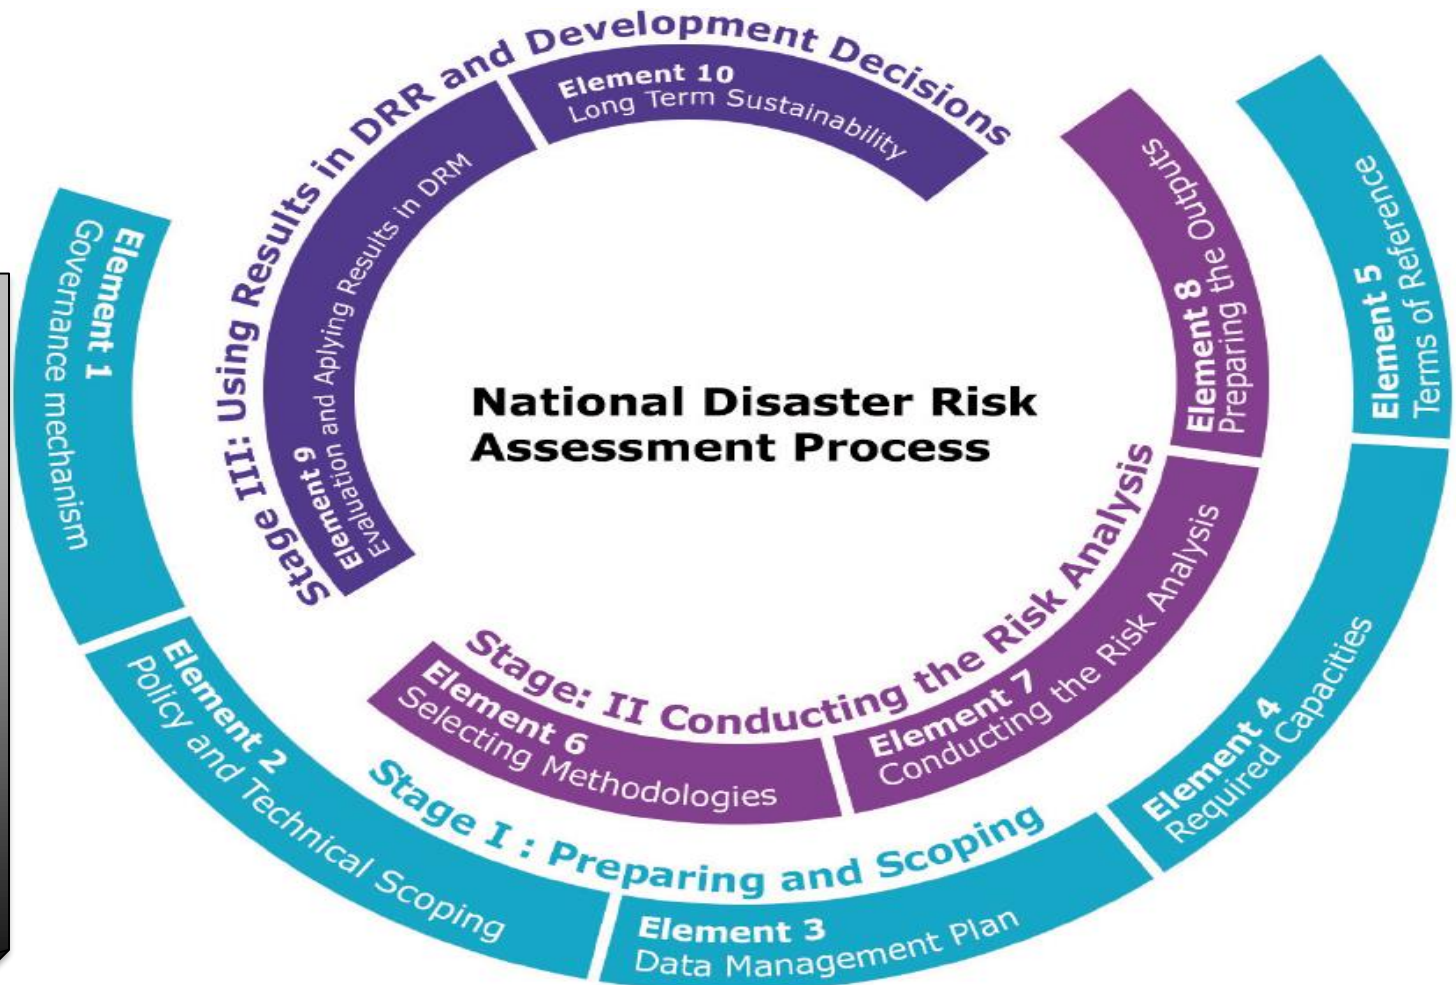 National Disaster Risk
Assessment Process
Stage I : Preparing and Scoping
Element 1
Governance mechanism
Element 2
Policy and Technical Scoping
Element 3
Data Management Plan
Element 4
Required Capacities
Element 5
Terms of Reference
Stage: II Conducting the Risk Analysis
Element 6
Selecting Methodologies
Element 7
Conducting the Risk Analysis
Element 8
Preparing the Outputs
Stage III: Using Results in DRR and Development Decisions
Element 9
Evaluation and Aplying Results in DRM
Element 10
Long Term Sustainability